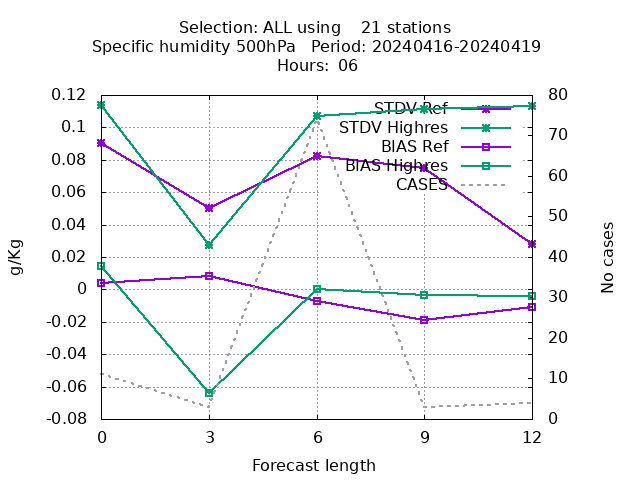 Selection: ALL using    21 stations
Specific humidity 500hPa   Period: 20240416-20240419
Hours:  06
0.12
0.1
0.08
0.06
0.04
0.02
0
-0.02
-0.04
-0.06
-0.08
g/Kg
STDV Ref
STDV Highres
BIAS Ref
BIAS Highres
CASES
80
70
60
50
40
30
20
10
0
No cases
0 3 6 9 12
Forecast length